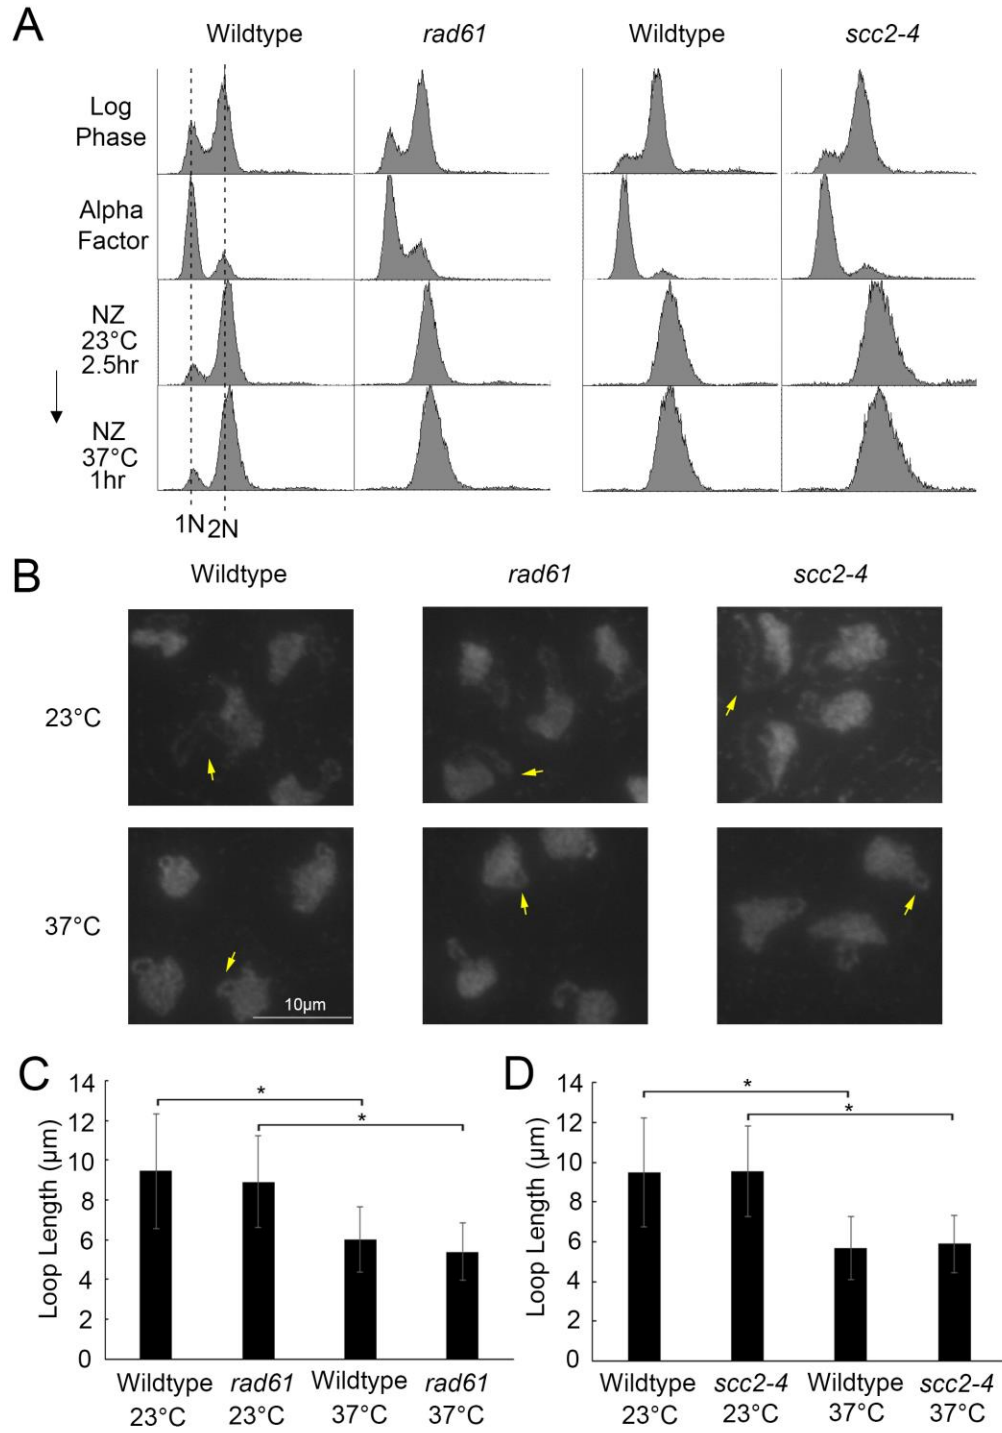 A
Wildtype rad61 Wildtype scc2-4
Log
Phase
Alpha
Factor
NZ
23°C
2.5hr
NZ
37°C
1hr
1N 2N
B
Wildtype rad61 scc2-4
23°C
37°C
10µm
C
14
12
10
8
6
4
2
0
Loop Length (µm)
* *
Wildtype rad61 Wildtype rad61
23°C 23°C 37°C 37°C
D
14
12
10
8
6
4
2
0
Loop Length (µm)
* *
Wildtype scc2-4 Wildtype scc2-4
23°C 23°C 37°C 37°C